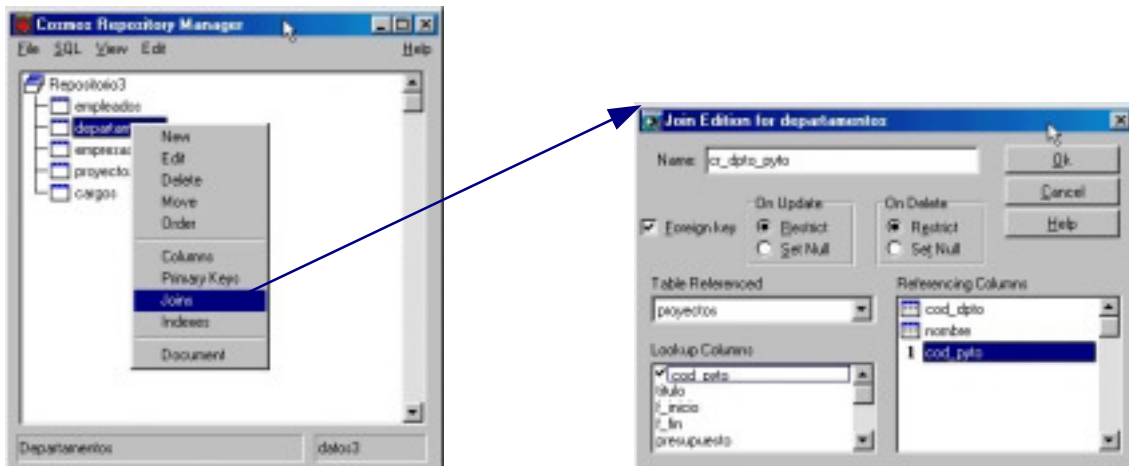 Cosmos Repository Manager
File SQL View Edit Help
Repositorio3
empleados
departam
empresas
proyecto
cargos
New
Edit
Delete
Move
Order
Columns
Primary Keys
Joins
Indexes
Document
Departamentos datos3
Join Edition for departamentos
Name: cr_dpto_pyto
Ok
Cancel
Help
Foreign key
On Update
Restrict
Set Null
On Delete
Restrict
Set Null
Table Referenced
proyectos
Lookup Columns
cod_pyto
titulo
f_inicio
f_fin
presupuesto
Referencing Columns
cod_dpto
nombre
1 cod_pyto